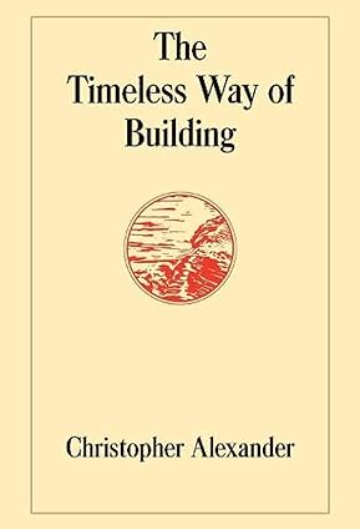 The
Timeless Way of
Building
Christopher Alexander